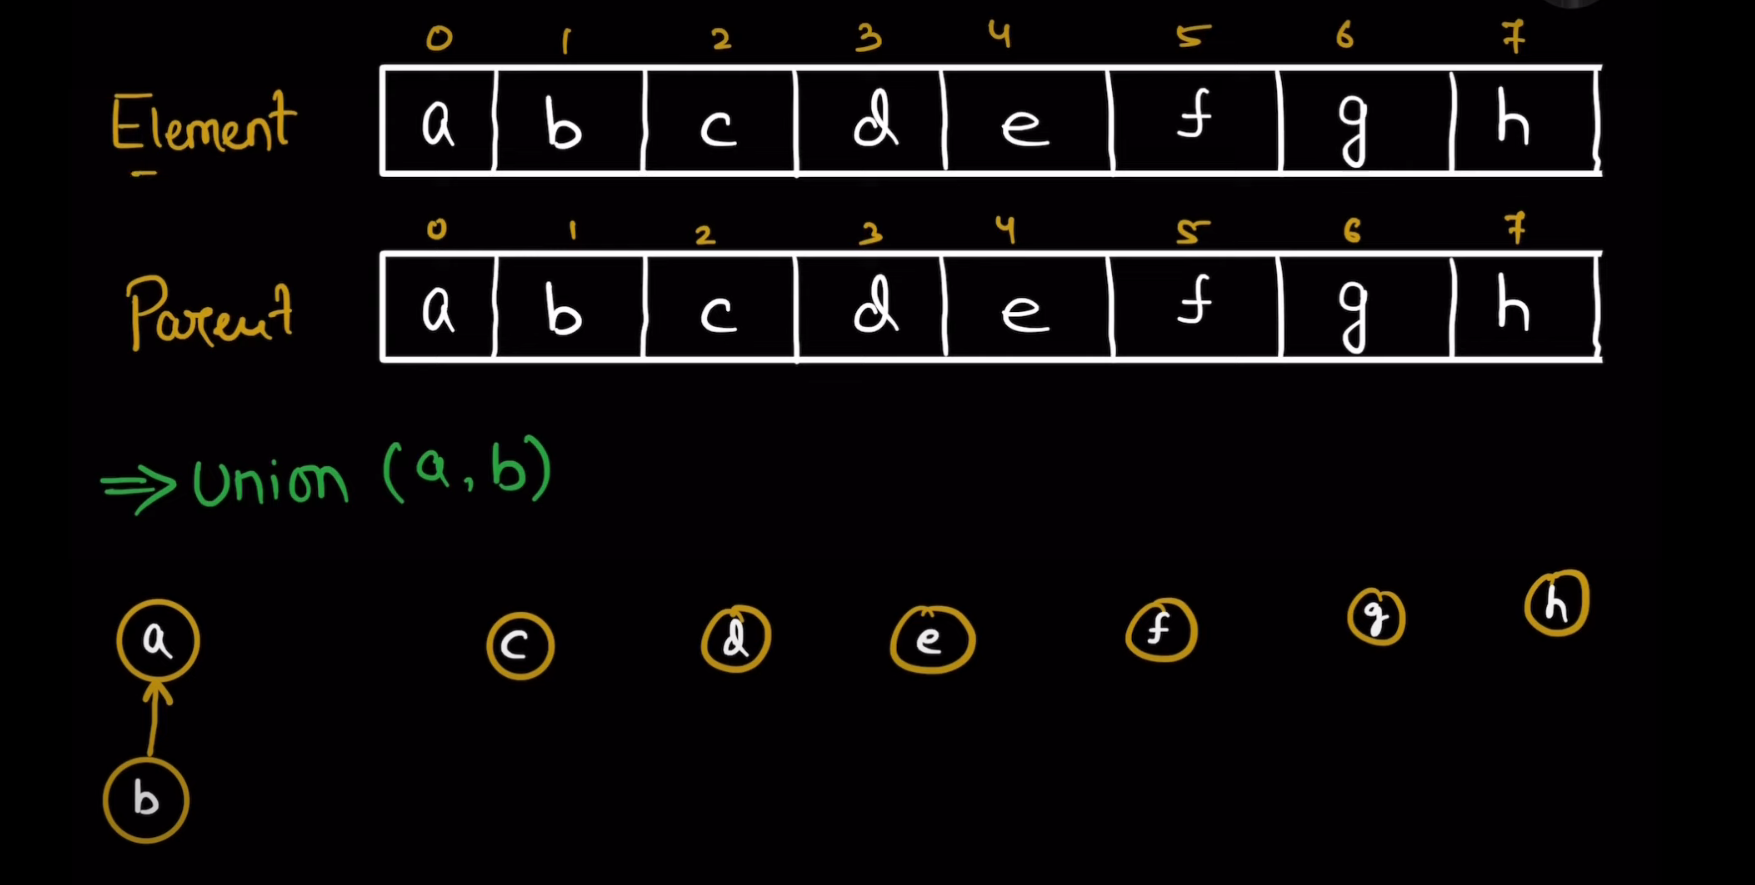 0 1 2 3 4 5 6 7
Element a b c d e f g h
0 1 2 3 4 5 6 7
Parent a b c d e f g h
⇒ Union (a, b)
a c d e f g h
b